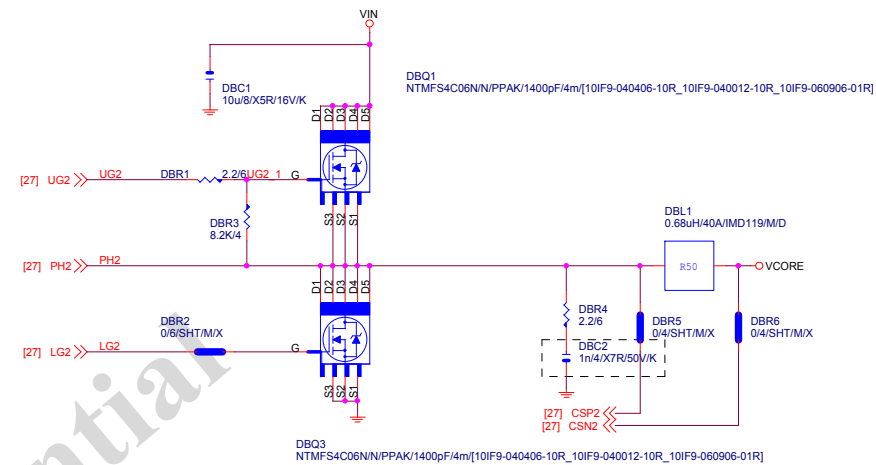 VIN
DBC1
10u/8/X5R/16V/K
DBQ1
NTMFS4C06N/N/PPAK/1400pF/4m/[10IF9-040406-10R_10IF9-040012-10R_10IF9-060906-01R]
D1
D2
D3
D4
D5
[27] UG2
UG2
DBR1
2.2/6
UG2_1
G
S3
S2
S1
DBR3
8.2K/4
DBL1
0.68uH/40A/IMD119/M/D
[27] PH2
PH2
R50
VCORE
D1
D2
D3
D4
D5
DBR4
2.2/6
DBR2
0/6/SHT/M/X
DBR5
0/4/SHT/M/X
DBR6
0/4/SHT/M/X
[27] LG2
LG2
G
DBC2
1n/4/X7R/50V/K
S3
S2
S1
[27] CSP2
[27] CSN2
DBQ3
NTMFS4C06N/N/PPAK/1400pF/4m/[10IF9-040406-10R_10IF9-040012-10R_10IF9-060906-01R]
ential